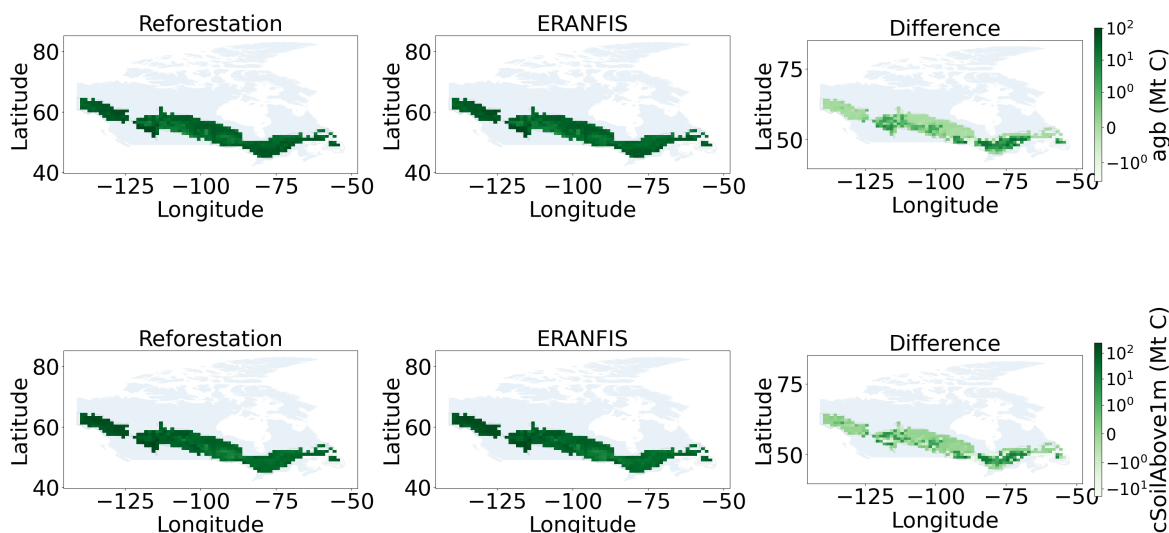 Reforestation
ERANFIS
Difference
Latitude
80
60
40
−125 −100 −75 −50
Longitude
Latitude
80
60
40
−125 −100 −75 −50
Longitude
Latitude
75
50
−125 −100 −75 −50
Longitude
10²
10¹
10⁰
0
−10⁰
agb (Mt C)
Reforestation
ERANFIS
Difference
Latitude
80
60
40
−125 −100 −75 −50
Longitude
Latitude
80
60
40
−125 −100 −75 −50
Longitude
Latitude
75
50
−125 −100 −75 −50
Longitude
10²
10¹
10⁰
0
−10⁰
−10¹
cSoilAbove1m (Mt C)